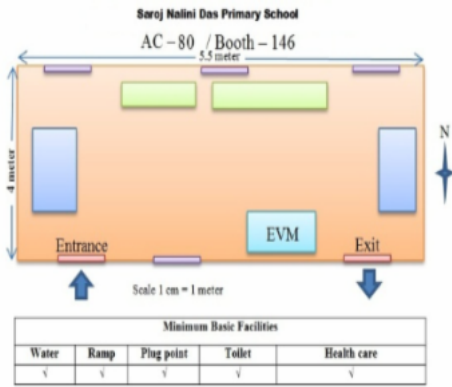 Saroj Nalini Das Primary School
AC – 80 / Booth – 146
5.5 meter
4 meter
N
EVM
Entrance
Exit
Scale 1 cm = 1 meter
Minimum Basic Facilities
Water Ramp Plug point Toilet Health care
√ √ √ √ √